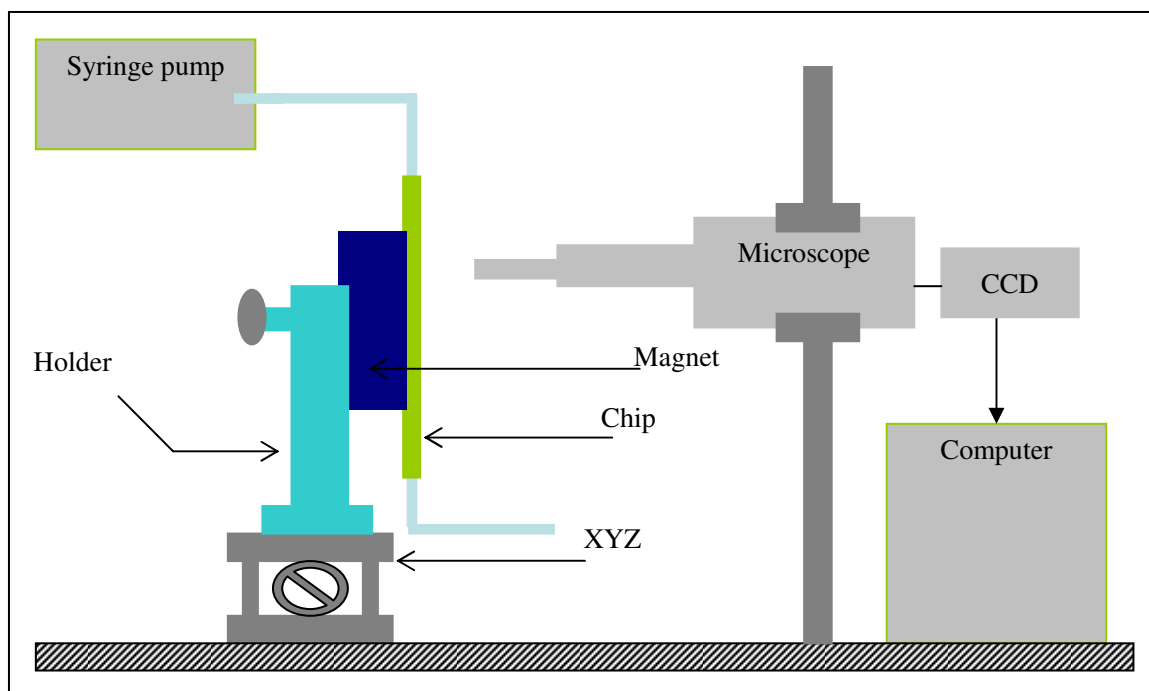 Syringe pump
Microscope
CCD
Holder
Magnet
Chip
Computer
XYZ